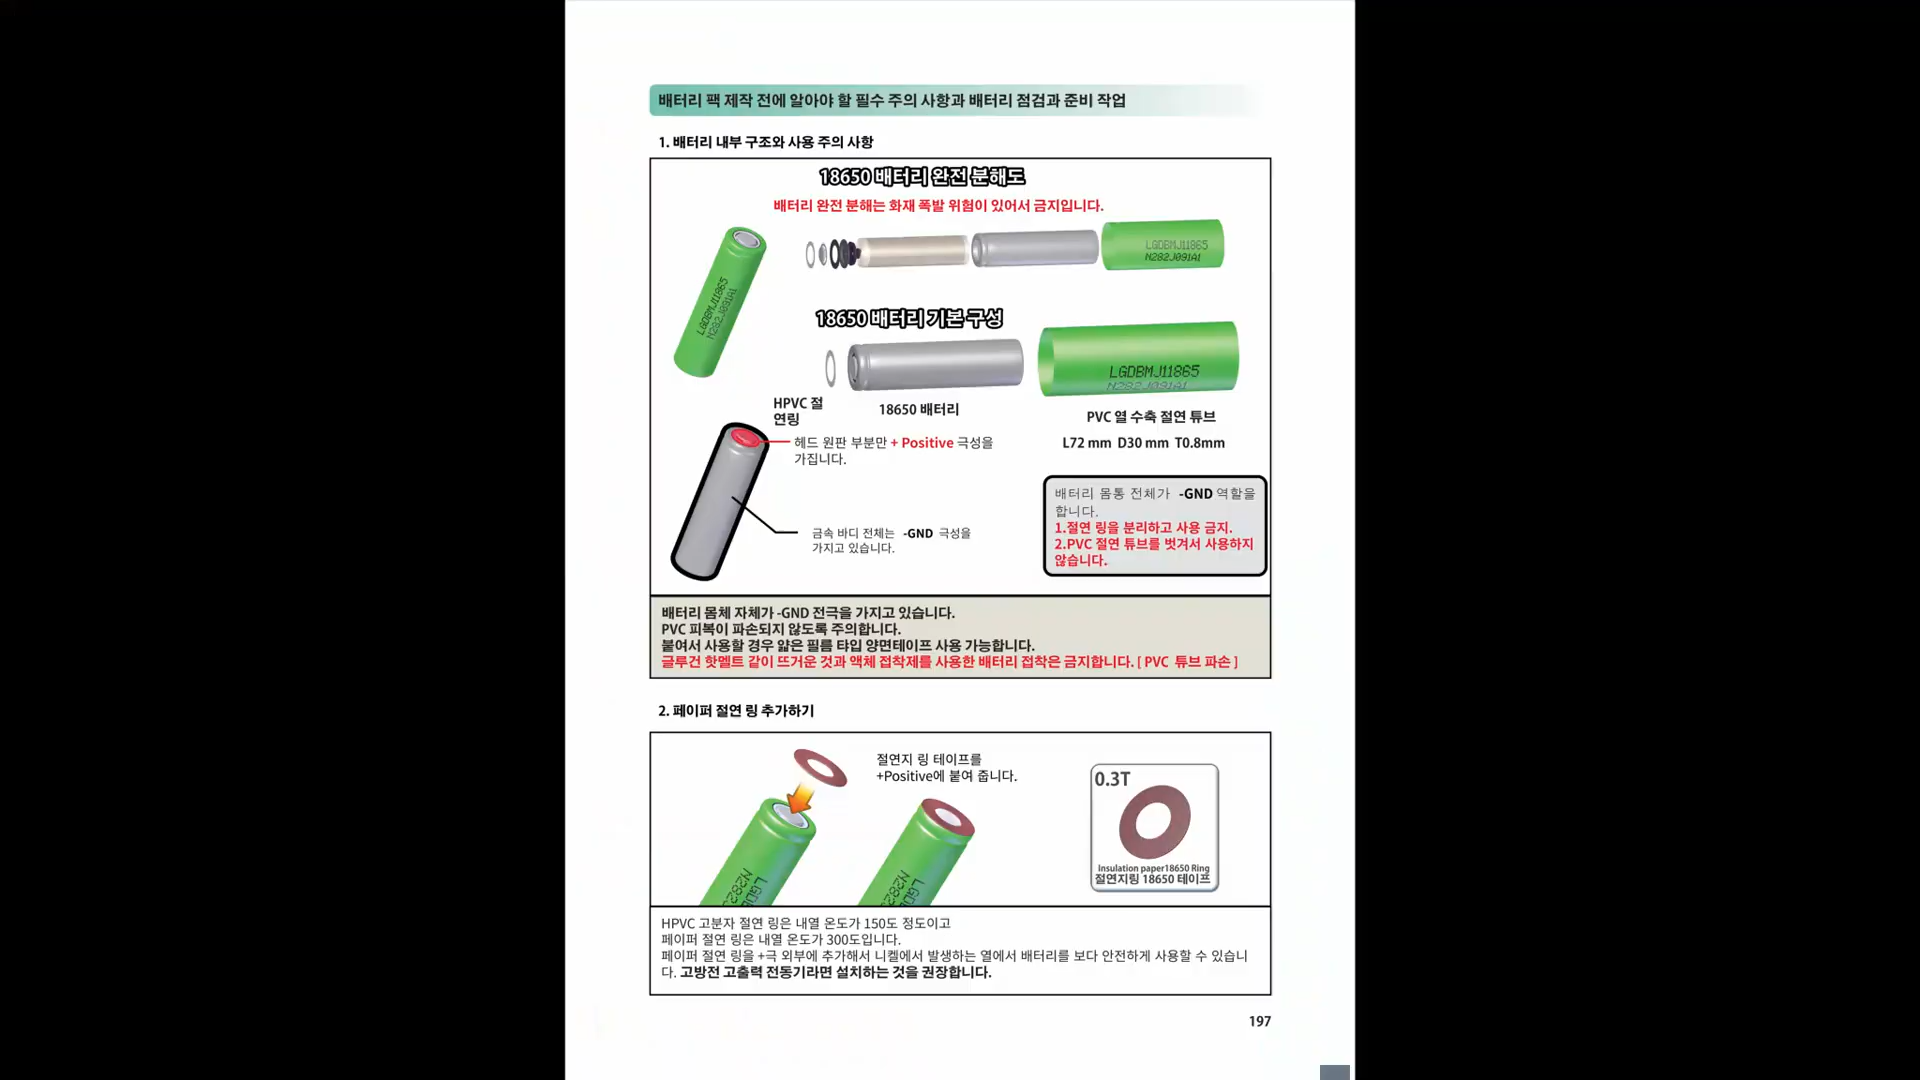 배터리 팩 제작 전에 알아야 할 필수 주의 사항과 배터리 점검과 준비 작업
1. 배터리 내부 구조와 사용 주의 사항
18650 배터리 완전 분해도
배터리 완전 분해는 화재 폭발 위험이 있어서 금지입니다.
LGDBMJ11865
N282J091A1
LGDBMJ11865
N282J091A1
18650 배터리 기본 구성
LGDBMJ11865
N282J091A1
HPVC 절
연링
18650 배터리
PVC 열 수축 절연 튜브
L72 mm D30 mm T0.8mm
헤드 원판 부분만 + Positive 극성을
가집니다.
금속 바디 전체는 -GND 극성을
가지고 있습니다.
배터리 몸통 전체가 -GND 역할을
합니다.
1.절연 링을 분리하고 사용 금지.
2.PVC 절연 튜브를 벗겨서 사용하지
않습니다.
배터리 몸체 자체가 -GND 전극을 가지고 있습니다.
PVC 피복이 파손되지 않도록 주의합니다.
붙여서 사용할 경우 얇은 필름 타입 양면테이프 사용 가능합니다.
글루건 핫멜트 같이 뜨거운 것과 액체 접착제를 사용한 배터리 접착은 금지합니다. [ PVC 튜브 파손 ]
2. 페이퍼 절연 링 추가하기
절연지 링 테이프를
+Positive에 붙여 줍니다.
0.3T
Insulation paper18650 Ring
절연지링 18650 테이프
LGD
N282
LGD
N282
HPVC 고분자 절연 링은 내열 온도가 150도 정도이고
페이퍼 절연 링은 내열 온도가 300도입니다.
페이퍼 절연 링을 +극 외부에 추가해서 니켈에서 발생하는 열에서 배터리를 보다 안전하게 사용할 수 있습니
다. 고방전 고출력 전동기라면 설치하는 것을 권장합니다.
197